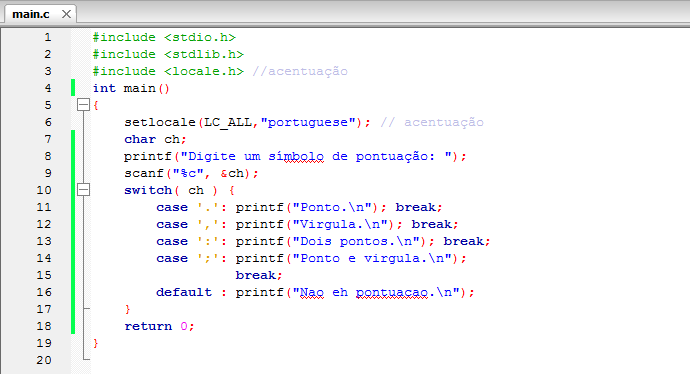 main.c
1 #include <stdio.h>
2 #include <stdlib.h>
3 #include <locale.h> //acentuação
4 int main()
5 {
6 setlocale(LC_ALL,"portuguese"); // acentuação
7 char ch;
8 printf("Digite um símbolo de pontuação: ");
9 scanf("%c", &ch);
10 switch( ch ) {
11 case '.': printf("Ponto.\n"); break;
12 case ',': printf("Virgula.\n"); break;
13 case ':': printf("Dois pontos.\n"); break;
14 case ';': printf("Ponto e virgula.\n");
15 break;
16 default : printf("Nao eh pontuacao.\n");
17 }
18 return 0;
19 }
20